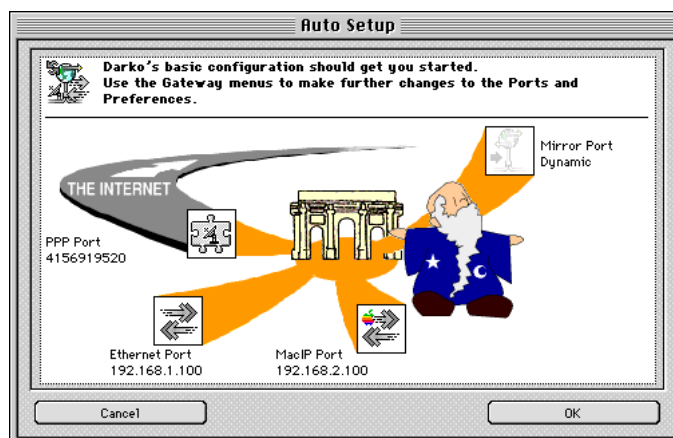 Auto Setup
Darko's basic configuration should get you started.
Use the Gateway menus to make further changes to the Ports and
Preferences.
Mirror Port
Dynamic
THE INTERNET
PPP Port
4156919520
Ethernet Port
192.168.1.100
MacIP Port
192.168.2.100
Cancel
OK